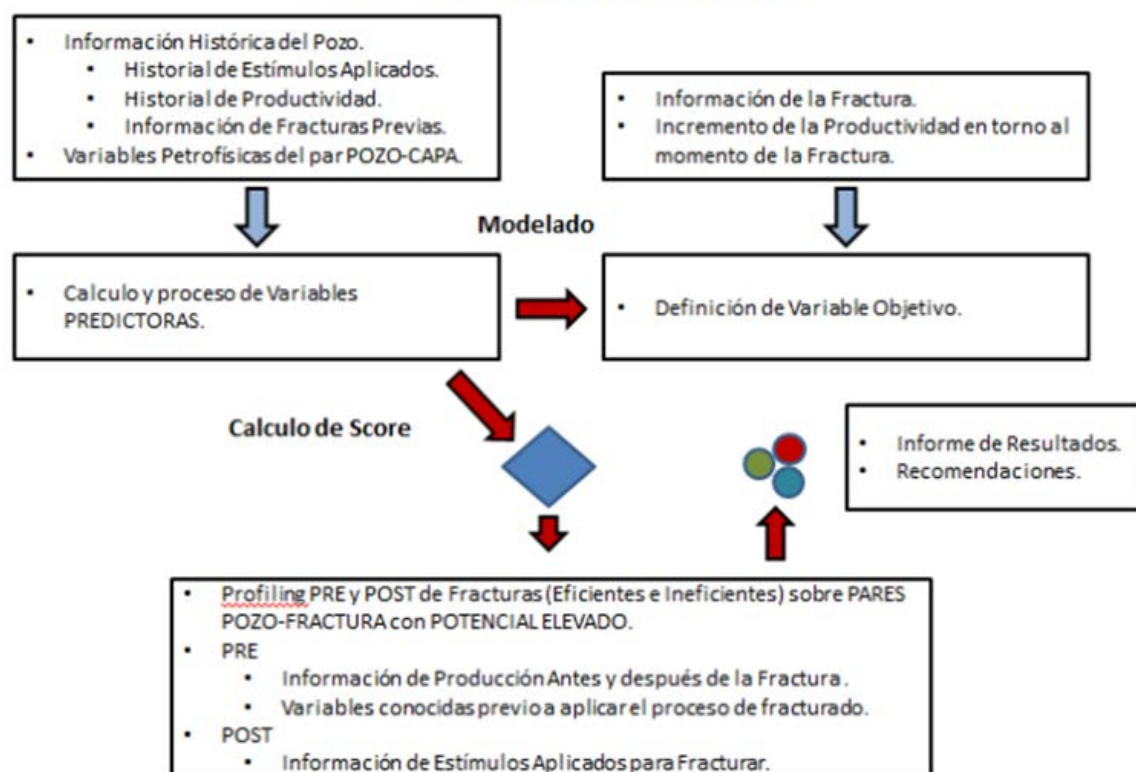 • Información Histórica del Pozo.
• Historial de Estímulos Aplicados.
• Historial de Productividad.
• Información de Fracturas Previas.
• Variables Petrofísicas del par POZO-CAPA.
• Información de la Fractura.
• Incremento de la Productividad en torno al
momento de la Fractura.
Modelado
• Calculo y proceso de Variables
PREDICTORAS.
• Definición de Variable Objetivo.
Calculo de Score
• Informe de Resultados.
• Recomendaciones.
• Profiling PRE y POST de Fracturas (Eficientes e Ineficientes) sobre PARES
POZO-FRACTURA con POTENCIAL ELEVADO.
• PRE
• Información de Producción Antes y después de la Fractura.
• Variables conocidas previo a aplicar el proceso de fracturado.
• POST
• Información de Estímulos Aplicados para Fracturar.